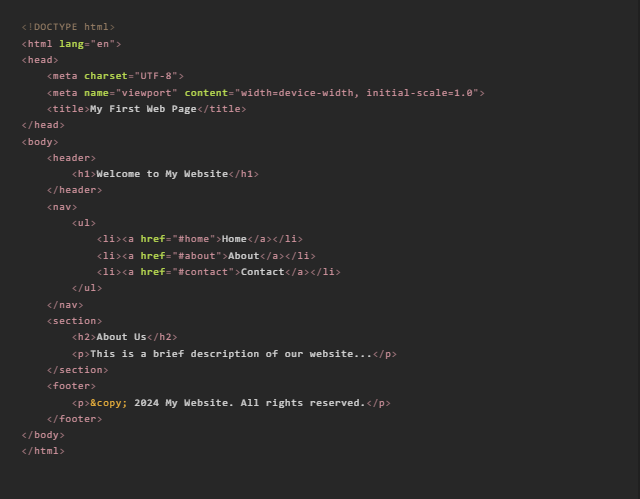 <!DOCTYPE html>
<html lang="en">
<head>
    <meta charset="UTF-8">
    <meta name="viewport" content="width=device-width, initial-scale=1.0">
    <title>My First Web Page</title>
</head>
<body>
    <header>
        <h1>Welcome to My Website</h1>
    </header>
    <nav>
        <ul>
            <li><a href="#home">Home</a></li>
            <li><a href="#about">About</a></li>
            <li><a href="#contact">Contact</a></li>
        </ul>
    </nav>
    <section>
        <h2>About Us</h2>
        <p>This is a brief description of our website...</p>
    </section>
    <footer>
        <p>&copy; 2024 My Website. All rights reserved.</p>
    </footer>
</body>
</html>